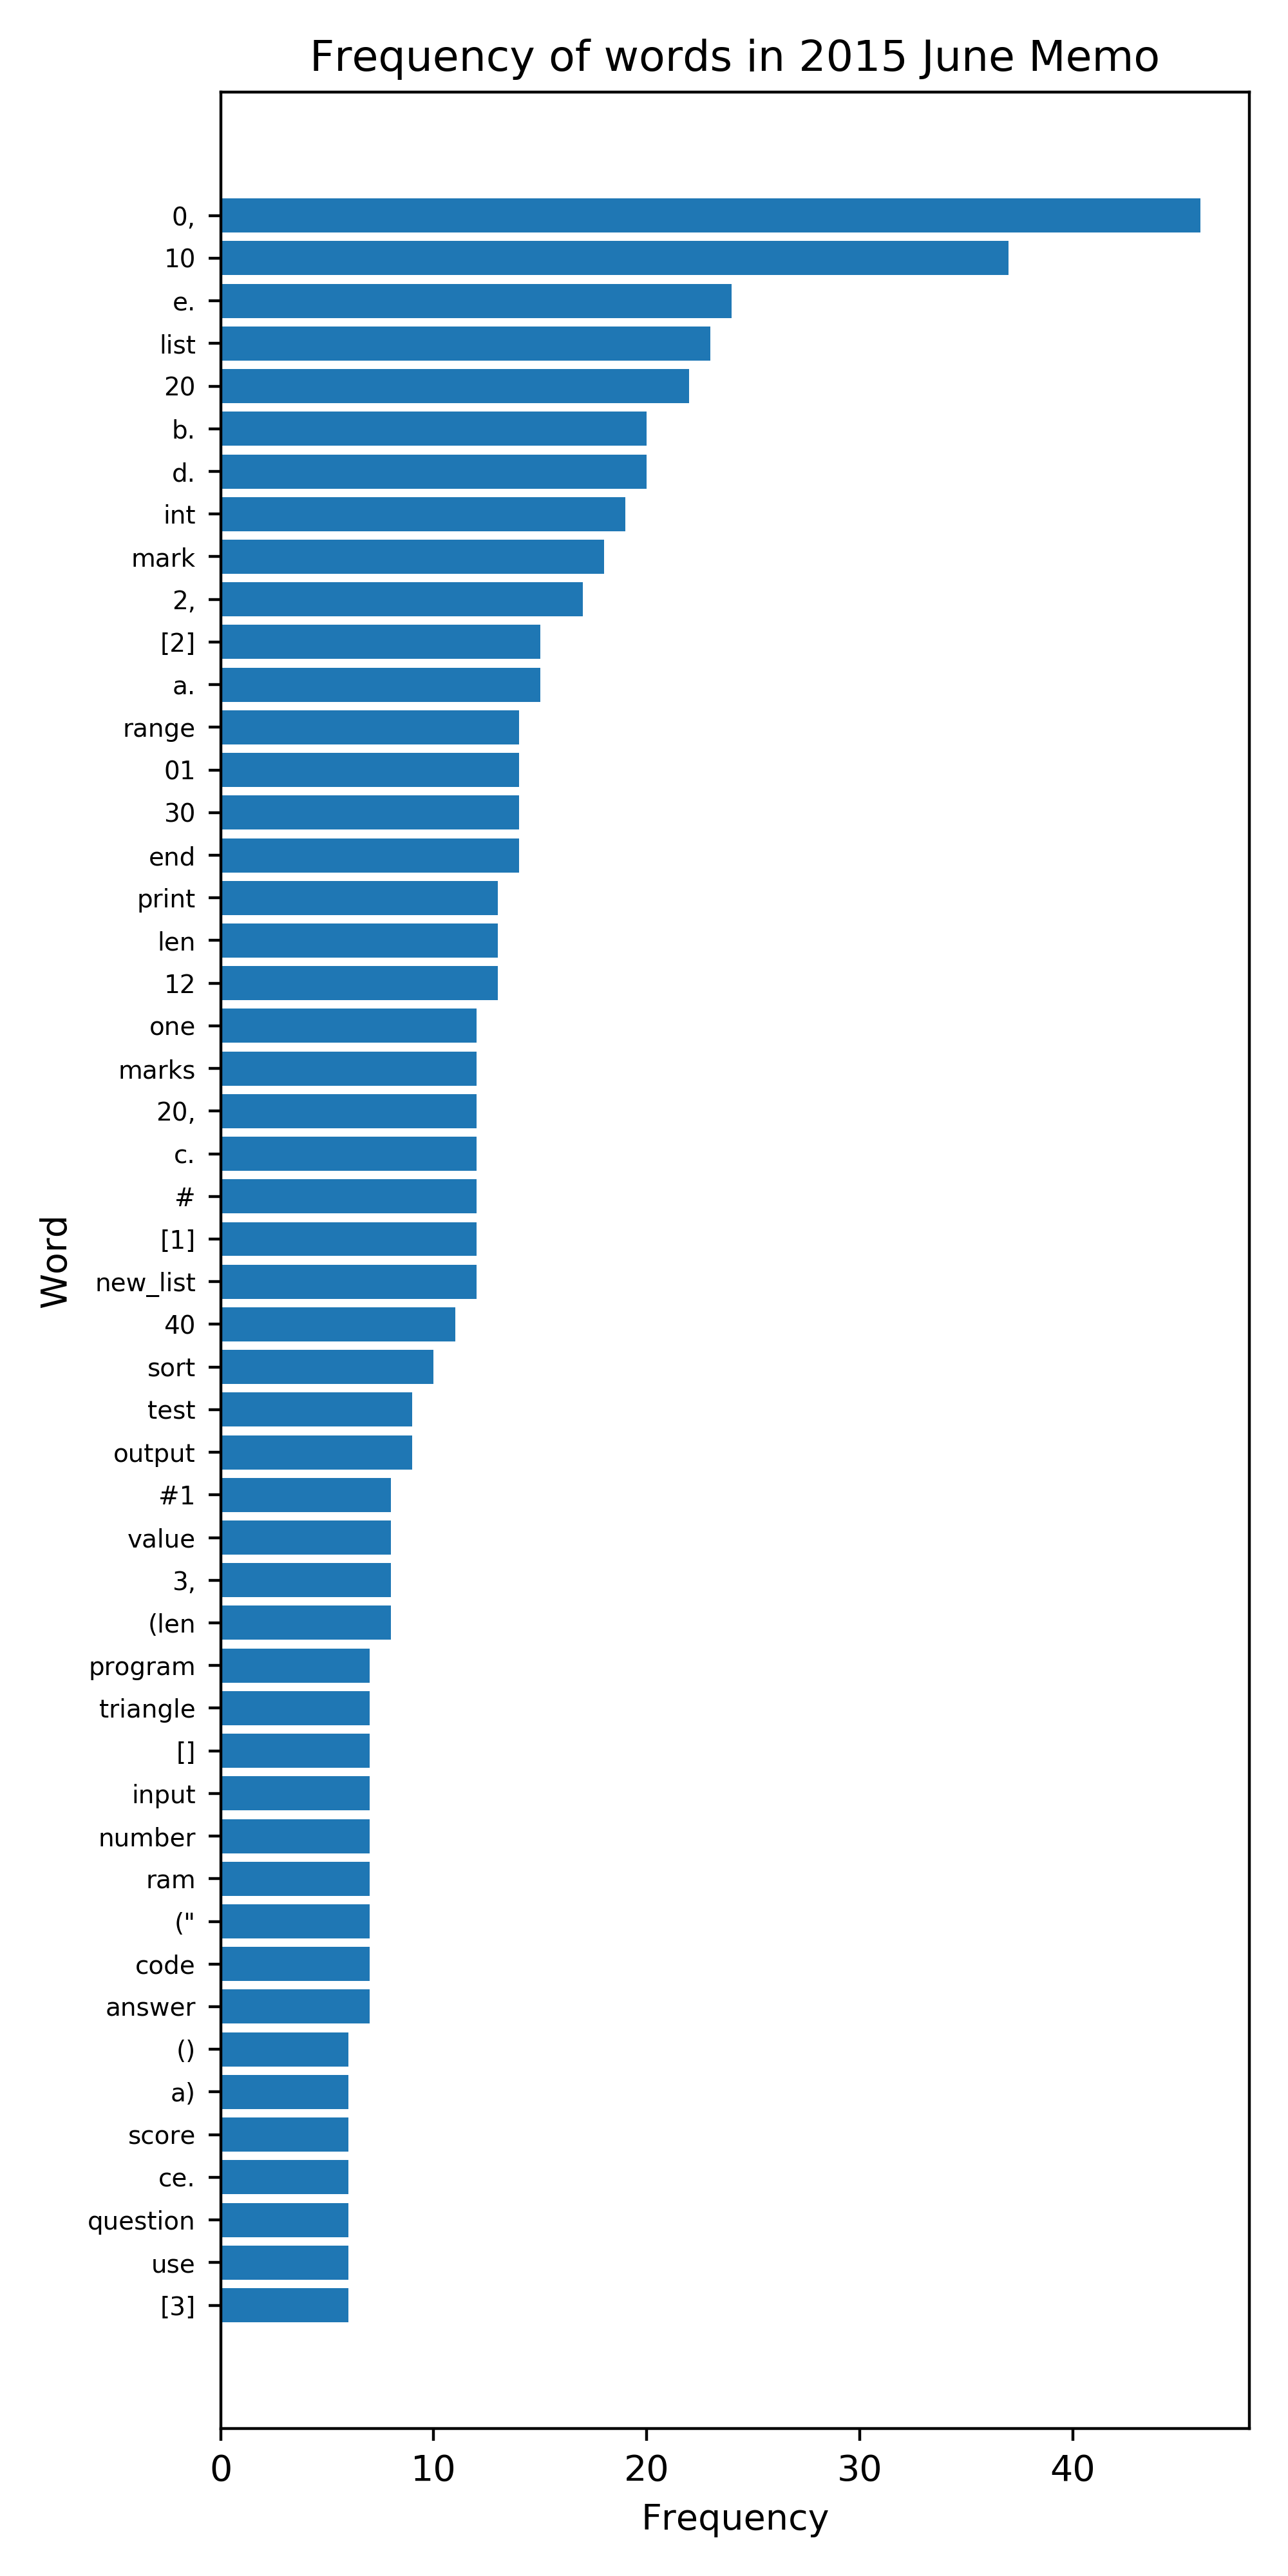 Frequency of words in 2015 June Memo
0,
10
e.
list
20
b.
d.
int
mark
2,
[2]
a.
range
01
30
end
print
len
12
one
marks
20,
c.
#
[1]
new_list
40
sort
test
output
#1
value
3,
(len
program
triangle
[]
input
number
ram
("
code
answer
()
a)
score
ce.
question
use
[3]
Word
0 10 20 30 40
Frequency